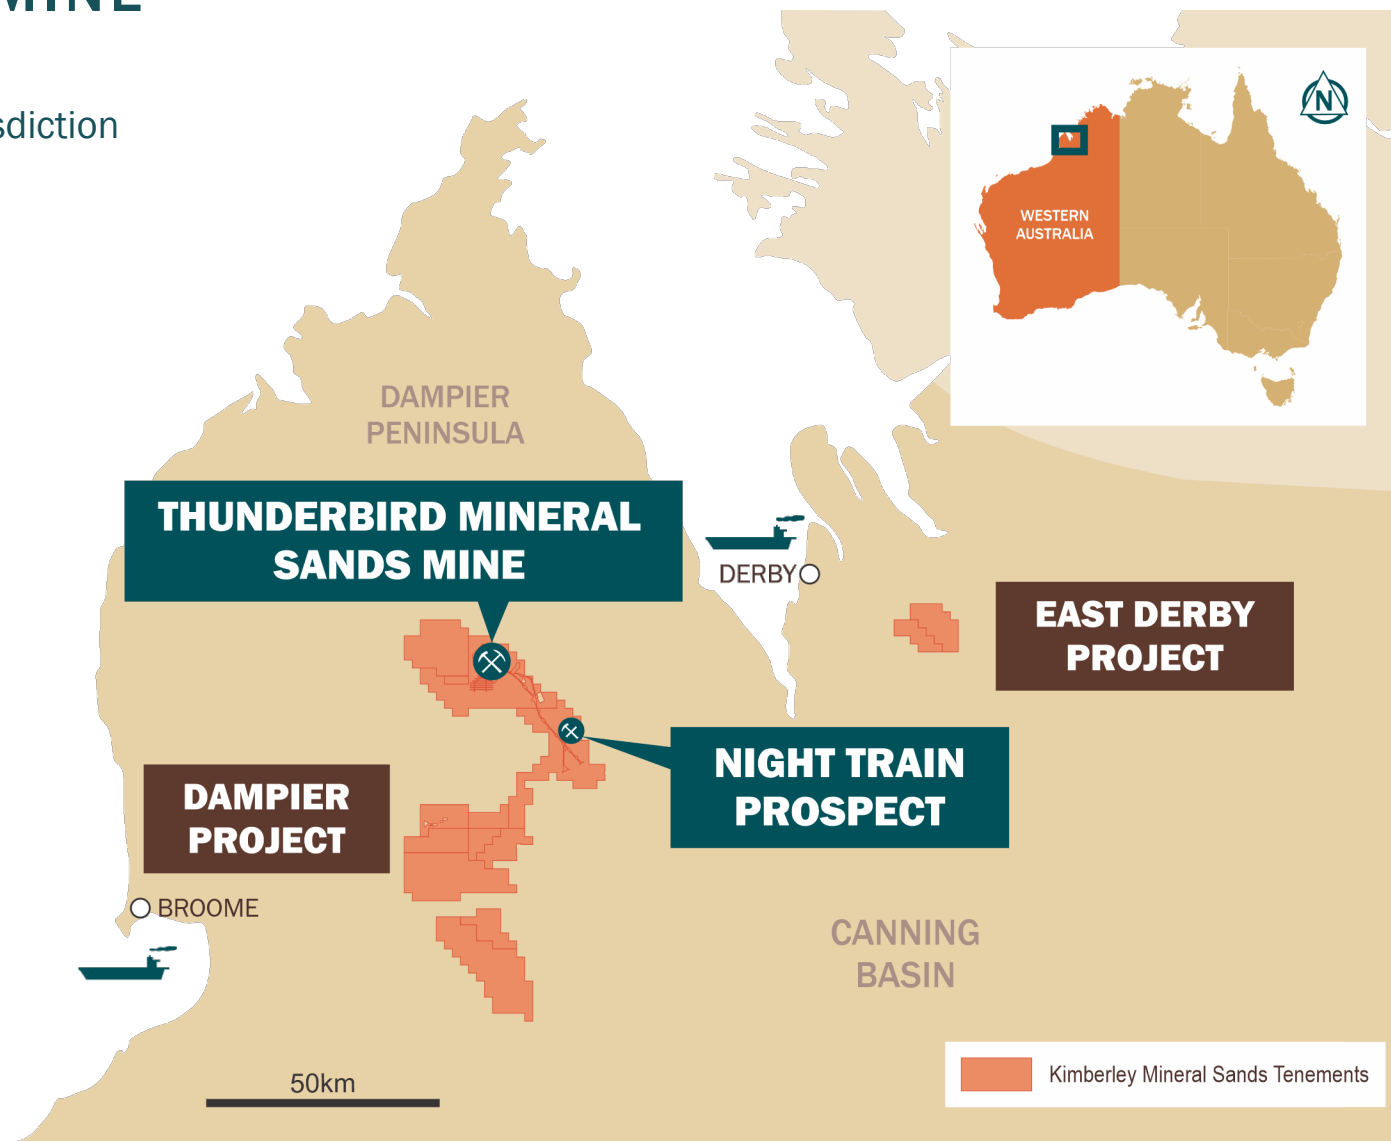 MINE
sdiction
N
WESTERN
AUSTRALIA
DAMPIER
PENINSULA
THUNDERBIRD MINERAL
SANDS MINE
DERBY
EAST DERBY
PROJECT
NIGHT TRAIN
PROSPECT
DAMPIER
PROJECT
BROOME
CANNING
BASIN
50km
Kimberley Mineral Sands Tenements